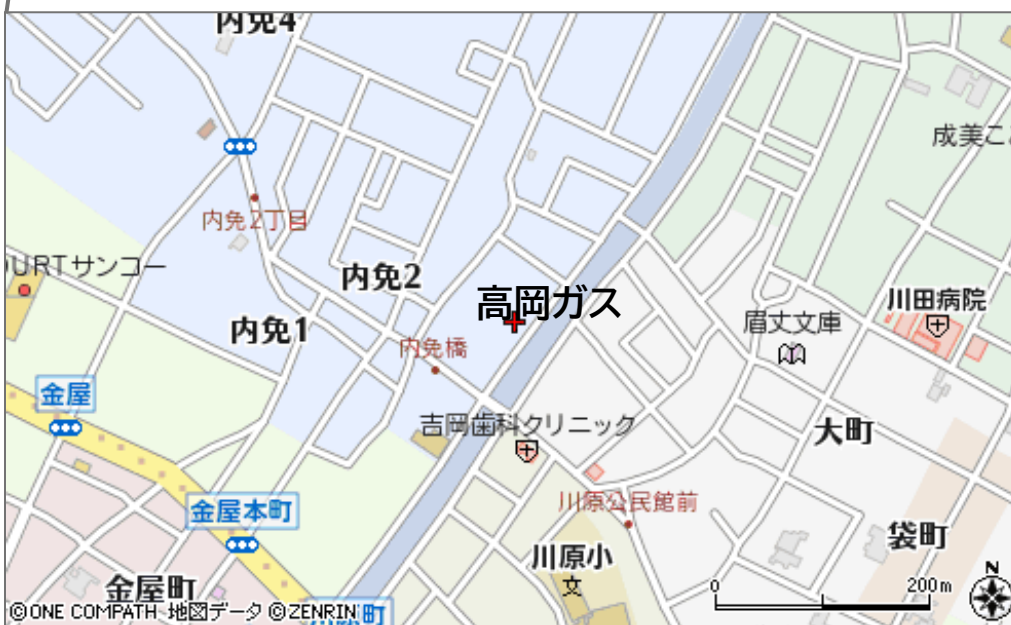 内免4
成美こ
内免2丁目
URTサンコー
内免2
高岡ガス
川田病院
内免1
眉丈文庫
内免橋
金屋
吉岡歯科クリニック
大町
川原公民館前
金屋本町
袋町
川原小
文
N
金屋町
0
200m
©ONE COMPATH 地図データ ©ZENRIN
町